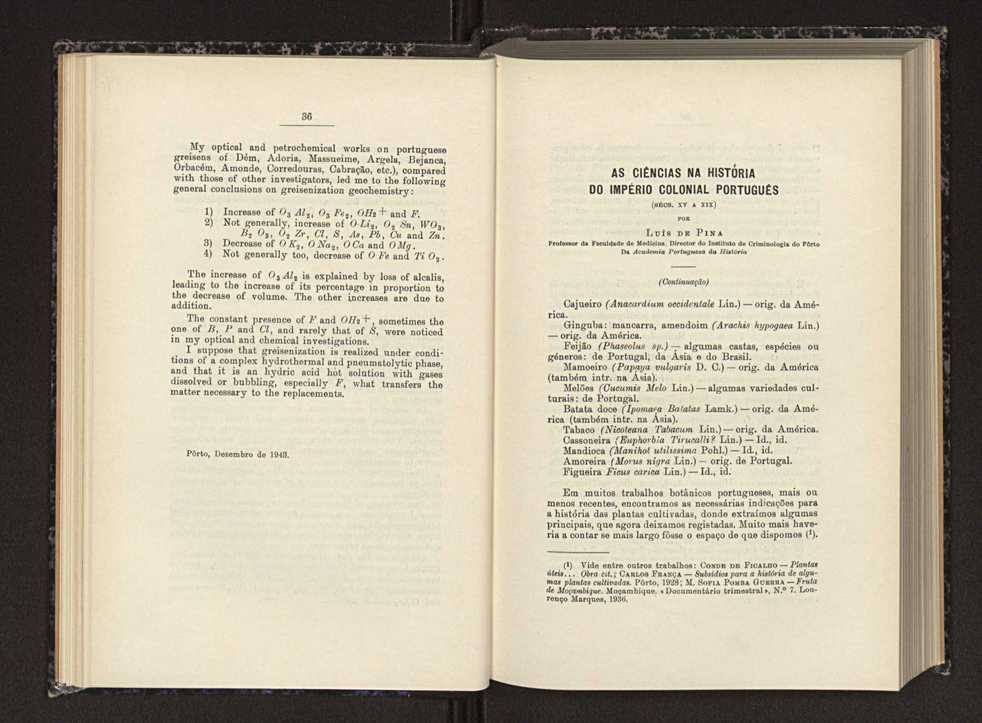 36
My optical and petrochemical works on portuguese
greisens of Dém, Adoria, Massueime, Argela, Bejanca,
Orbacém, Amonde, Corredouras, Cabração, etc.), compared
with those of other investigators, led me to the following
general conclusions on greisenization geochemistry:
1) Increase of O₃ Al₂, O₃ Fe₂, OH₂ + and F.
2) Not generally, increase of O Li₂, O₂ Sn, WO₃,
B₂ O₃, O₂ Zr, Cl, S, As, Pb, Cu and Zn.
3) Decrease of O K₂, O Na₂, O Ca and O Mg.
4) Not generally too, decrease of O Fe and Ti O₂.
The increase of O₃ Al₂ is explained by loss of alcalis,
leading to the increase of its percentage in proportion to
the decrease of volume. The other increases are due to
addition.
The constant presence of F and OH₂ +, sometimes the
one of B, P and Cl, and rarely that of S, were noticed
in my optical and chemical investigations.
I suppose that greisenization is realized under condi-
tions of a complex hydrothermal and pneumatolytic phase,
and that it is an hydric acid hot solution with gases
dissolved or bubbling, especially F, what transfers the
matter necessary to the replacements.
Pôrto, Dezembro de 1943.
AS CIÊNCIAS NA HISTÓRIA
DO IMPÉRIO COLONIAL PORTUGUÊS
(SÉCS. XV A XIX)
POR
LUÍS DE PINA
Professor da Faculdade de Medicina. Director do Instituto de Criminologia do Pôrto
Da Academia Portuguesa da História
(Continuação)
Cajueiro (Anacardium occidentale Lin.) — orig. da Amé-
rica.
Ginguba: mancarra, amendoim (Arachis hypogaea Lin.)
— orig. da América.
Feijão (Phaseolus sp.) — algumas castas, espécies ou
géneros: de Portugal, da Ásia e do Brasil.
Mamoeiro (Papaya vulgaris D. C.) — orig. da América
(também intr. na Ásia).
Melões (Cucumis Melo Lin.) — algumas variedades cul-
turais: de Portugal.
Batata doce (Ipomaea Batatas Lamk.) — orig. da Amé-
rica (também intr. na Ásia).
Tabaco (Nicoteana Tabacum Lin.) — orig. da América.
Cassoneira (Euphorbia Tirucalli? Lin.) — Id., id.
Mandioca (Manihot utilissima Pohl.) — Id., id.
Amoreira (Morus nigra Lin.) — orig. de Portugal.
Figueira Ficus carica Lin.) — Id., id.
Em muitos trabalhos botânicos portugueses, mais ou
menos recentes, encontramos as necessárias indicações para
a história das plantas cultivadas, donde extraímos algumas
principais, que agora deixamos registadas. Muito mais have-
ria a contar se mais largo fôsse o espaço de que dispomos (¹).
(¹) Vide entre outros trabalhos: CONDE DE FICALHO — Plantas
úteis... Obra cit.; CARLOS FRANÇA — Subsídios para a história de algu-
mas plantas cultivadas. Pôrto, 1928; M. SOFIA POMBA GUERRA — Fruta
de Moçambique. Moçambique. «Documentário trimestral», N.º 7. Lou-
renço Marques, 1936.